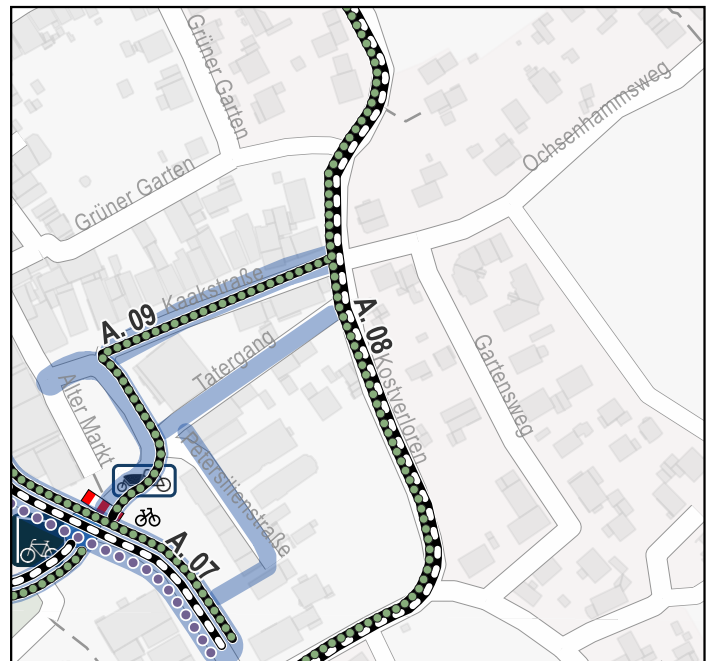 Grüner Garten
Ochsenhammsweg
Grüner Garten
Kaakstraße
A. 09
A. 08
Tatergang
Kostverloren
Gartensweg
Alter Markt
Petersilienstraße
A. 07